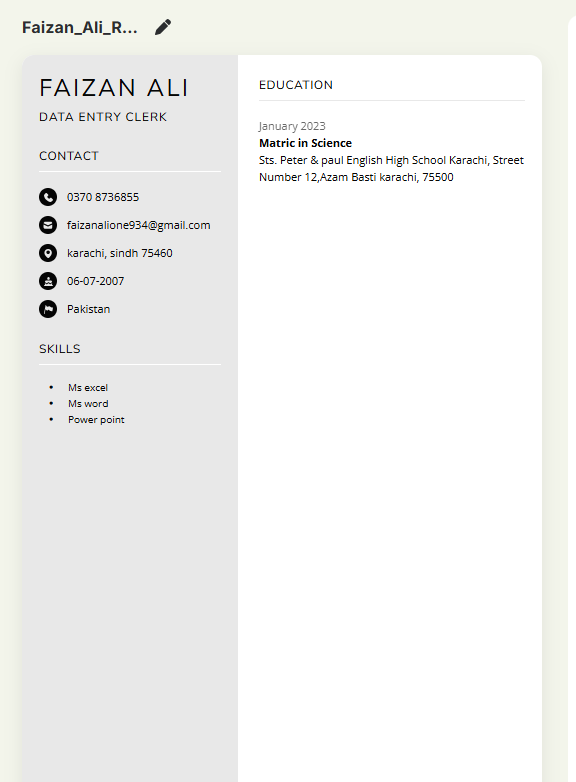 Faizan_Ali_R...
FAIZAN ALI
DATA ENTRY CLERK
CONTACT
0370 8736855
faizanalione934@gmail.com
karachi, sindh 75460
06-07-2007
Pakistan
SKILLS
• Ms excel
• Ms word
• Power point
EDUCATION
January 2023
Matric in Science
Sts. Peter & paul English High School Karachi, Street
Number 12,Azam Basti karachi, 75500